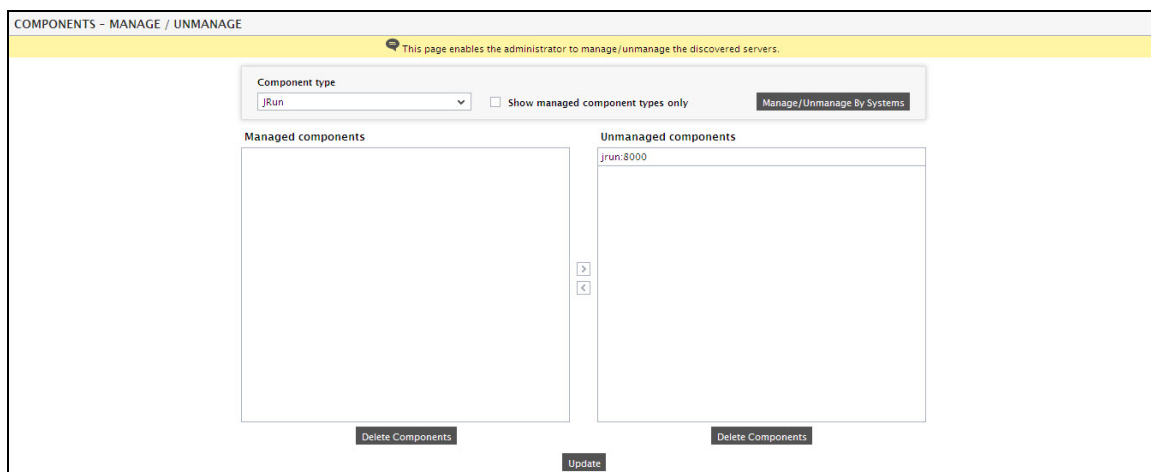 COMPONENTS - MANAGE / UNMANAGE
This page enables the administrator to manage/unmanage the discovered servers.
Component type
JRun
Show managed component types only
Manage/Unmanage By Systems
Managed components
Unmanaged components
jrun:8000
>
<
Delete Components
Delete Components
Update